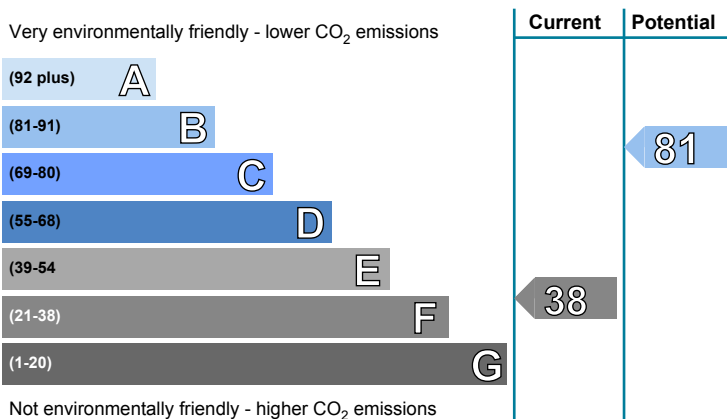 Current Potential
Very environmentally friendly - lower CO2 emissions
(92 plus) A
(81-91) B
81
(69-80) C
(55-68) D
(39-54 E
38
(21-38) F
(1-20) G
Not environmentally friendly - higher CO2 emissions